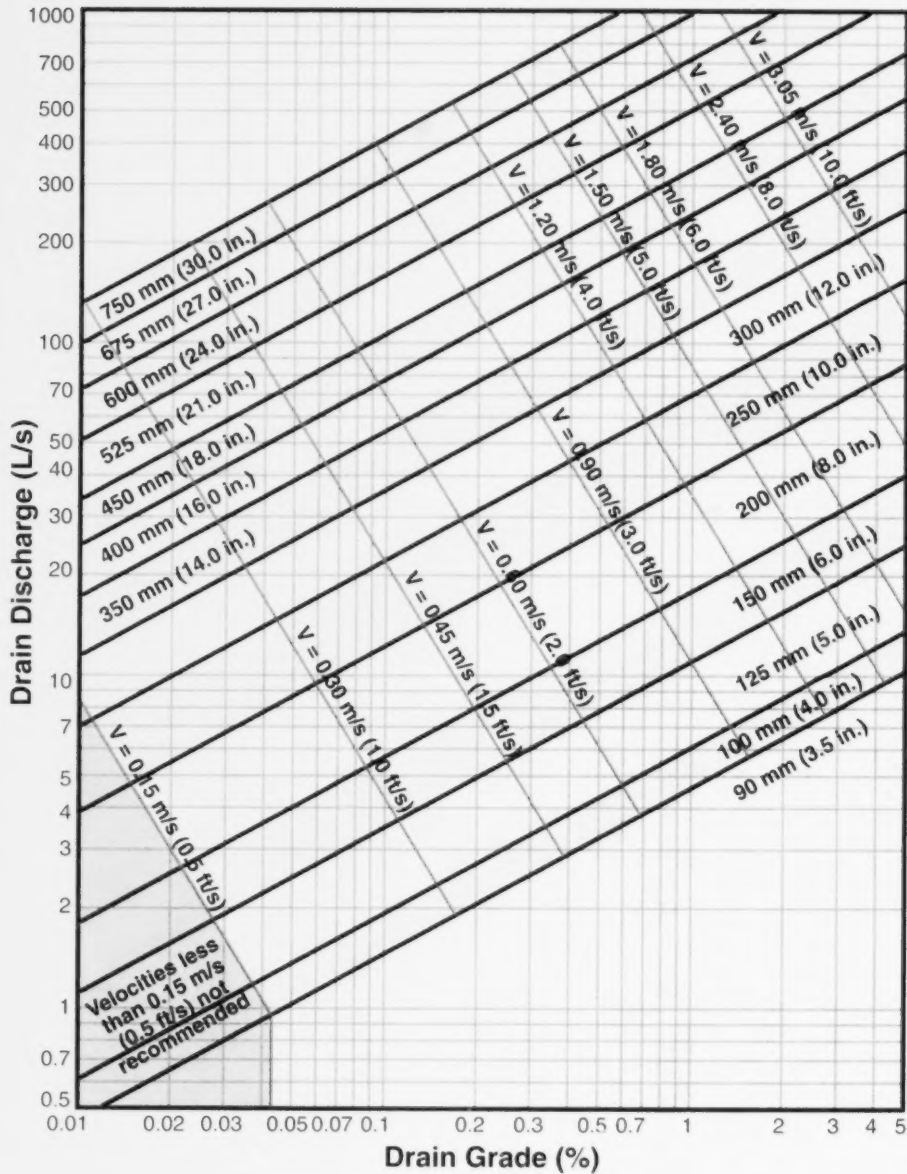 1000
700
500
400
300
200
100
70
50
40
30
20
10
7
5
4
3
2
1
0.7
0.5
Drain Discharge (L/s)
750 mm (30.0 in.)
675 mm (27.0 in.)
600 mm (24.0 in.)
525 mm (21.0 in.)
450 mm (18.0 in.)
400 mm (16.0 in.)
350 mm (14.0 in.)
300 mm (12.0 in.)
250 mm (10.0 in.)
200 mm (8.0 in.)
150 mm (6.0 in.)
125 mm (5.0 in.)
100 mm (4.0 in.)
90 mm (3.5 in.)
V = 0.15 m/s (0.5 ft/s)
V = 0.30 m/s (1.0 ft/s)
V = 0.45 m/s (1.5 ft/s)
V = 0.60 m/s (2.0 ft/s)
V = 0.90 m/s (3.0 ft/s)
V = 1.20 m/s (4.0 ft/s)
V = 1.50 m/s (5.0 ft/s)
V = 1.80 m/s (6.0 ft/s)
V = 2.40 m/s (8.0 ft/s)
V = 3.05 m/s (10.0 ft/s)
Velocities less
than 0.15 m/s
(0.5 ft/s) not
recommended
0.01 0.02 0.03 0.05 0.07 0.1 0.2 0.3 0.5 0.7 1 2 3 4 5
Drain Grade (%)